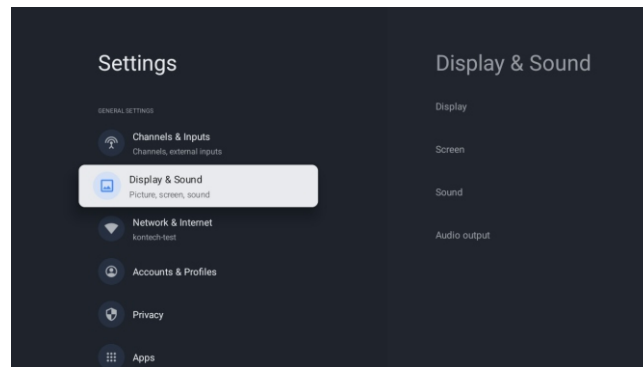 Settings
GENERAL SETTINGS
Channels & Inputs
Channels, external inputs
Display & Sound
Picture, screen, sound
Network & Internet
kontech-test
Accounts & Profiles
Privacy
Apps
Display & Sound
Display
Screen
Sound
Audio output